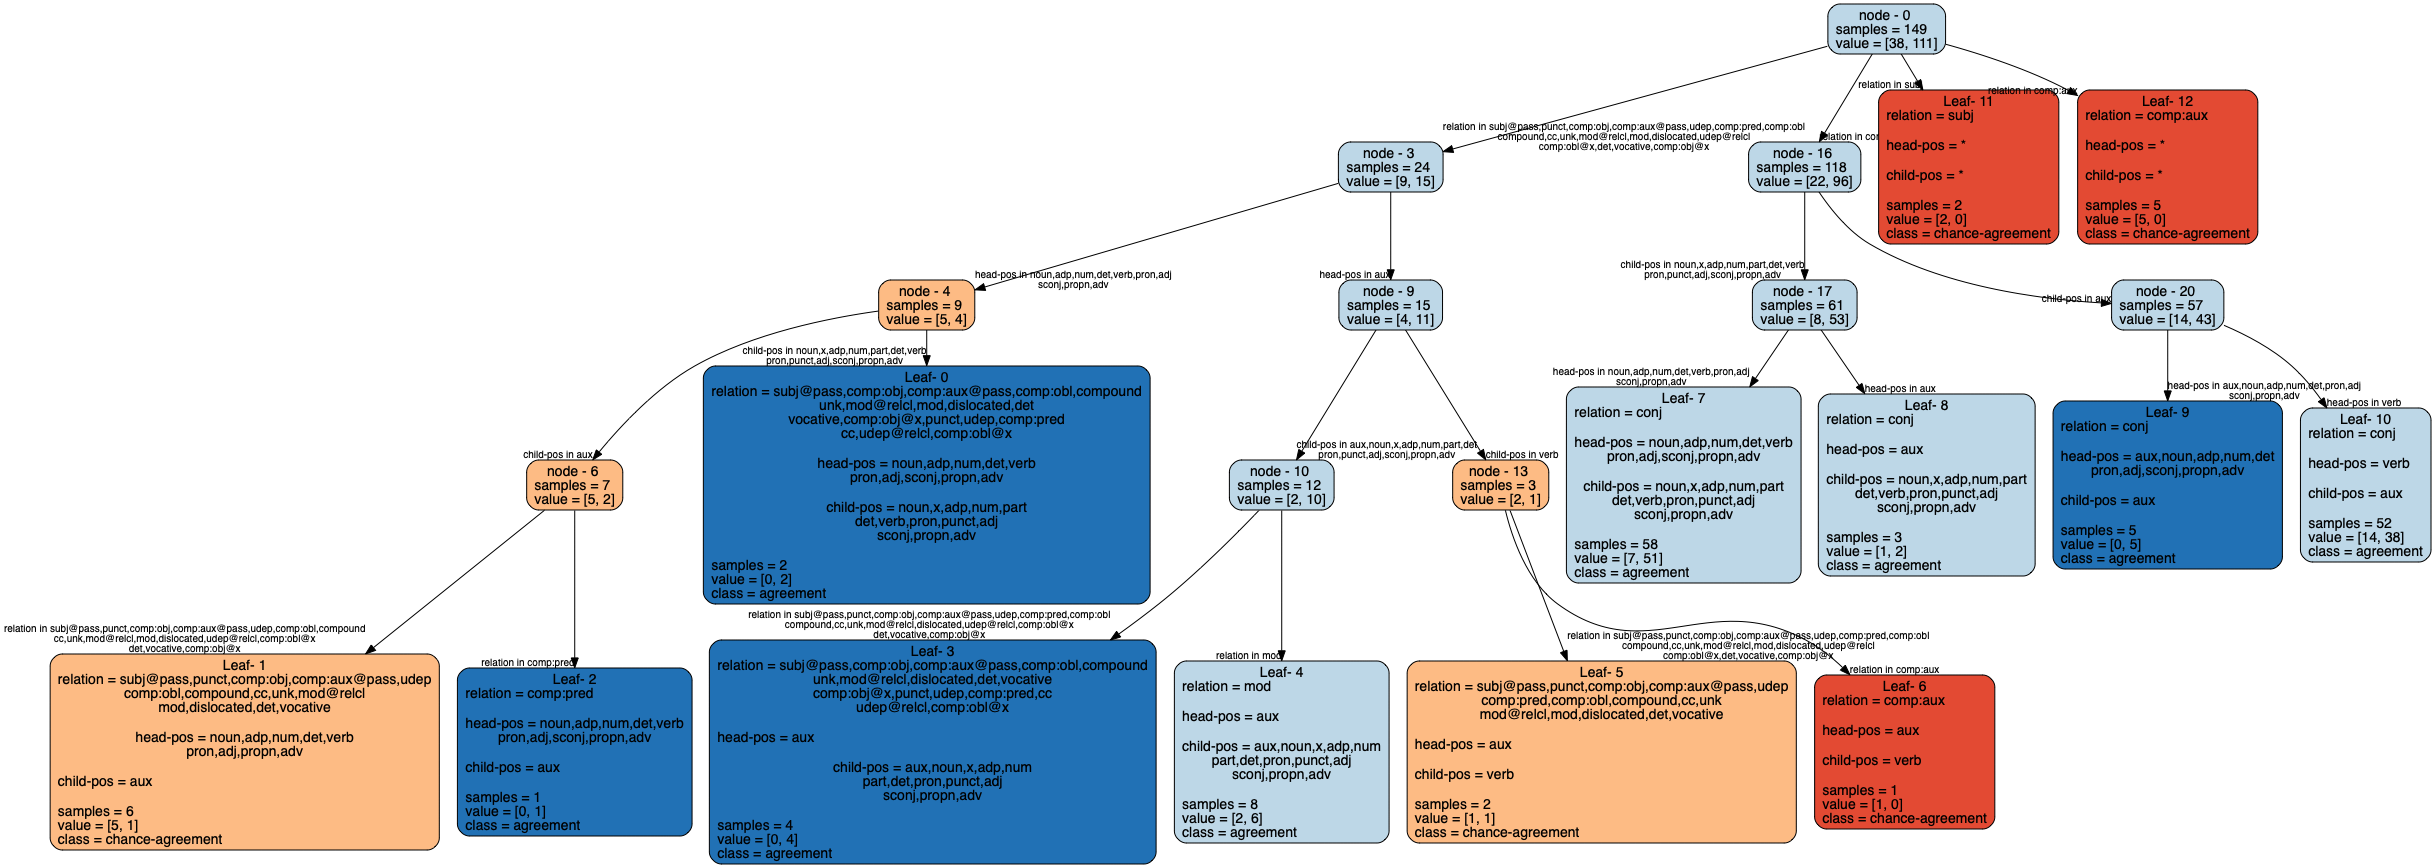 node - 0
samples = 149
value = [38, 111]
relation in subj@pass,punct,comp:obj,comp:aux@pass,udep,comp:pred,comp:obl
compound,cc,unk,mod@relcl,mod,dislocated,udep@relcl
comp:obl@x,det,vocative,comp:obj@x
relation in
relation in
relation in comp:aux
node - 3
samples = 24
value = [9, 15]
node - 16
samples = 118
value = [22, 96]
Leaf- 11
relation = subj
head-pos = *
child-pos = *
samples = 2
value = [2, 0]
class = chance-agreement
Leaf- 12
relation = comp:aux
head-pos = *
child-pos = *
samples = 5
value = [5, 0]
class = chance-agreement
head-pos in noun,adp,num,det,verb,pron,adj
sconj,propn,adv
head-pos in aux
child-pos in noun,x,adp,num,part,det,verb
pron,punct,adj,sconj,propn,adv
child-pos in aux
node - 4
samples = 9
value = [5, 4]
node - 9
samples = 15
value = [4, 11]
node - 17
samples = 61
value = [8, 53]
node - 20
samples = 57
value = [14, 43]
child-pos in noun,x,adp,num,part,det,verb
pron,punct,adj,sconj,propn,adv
child-pos in aux
Leaf- 0
relation = subj@pass,comp:obj,comp:aux@pass,comp:obl,compound
unk,mod@relcl,mod,dislocated,det
vocative,comp:obj@x,punct,udep,comp:pred
cc,udep@relcl,comp:obl@x
head-pos = noun,adp,num,det,verb
pron,adj,sconj,propn,adv
child-pos = noun,x,adp,num,part
det,verb,pron,punct,adj
sconj,propn,adv
samples = 2
value = [0, 2]
class = agreement
child-pos in aux,noun,x,adp,num,part,det
pron,punct,adj,sconj,propn,adv
child-pos in verb
head-pos in noun,adp,num,det,verb,pron,adj
sconj,propn,adv
head-pos in aux
head-pos in aux,noun,adp,num,det,pron,adj
sconj,propn,adv
head-pos in verb
Leaf- 7
relation = conj
head-pos = noun,adp,num,det,verb
pron,adj,sconj,propn,adv
child-pos = noun,x,adp,num,part
det,verb,pron,punct,adj
sconj,propn,adv
samples = 58
value = [7, 51]
class = agreement
Leaf- 8
relation = conj
head-pos = aux
child-pos = noun,x,adp,num,part
det,verb,pron,punct,adj
sconj,propn,adv
samples = 3
value = [1, 2]
class = agreement
Leaf- 9
relation = conj
head-pos = aux,noun,adp,num,det
pron,adj,sconj,propn,adv
child-pos = aux
samples = 5
value = [0, 5]
class = agreement
Leaf- 10
relation = conj
head-pos = verb
child-pos = aux
samples = 52
value = [14, 38]
class = agreement
node - 6
samples = 7
value = [5, 2]
node - 10
samples = 12
value = [2, 10]
node - 13
samples = 3
value = [2, 1]
relation in subj@pass,punct,comp:obj,comp:aux@pass,udep,comp:obl,compound
cc,unk,mod@relcl,mod,dislocated,udep@relcl,comp:obl@x
det,vocative,comp:obj@x
relation in comp:pred
relation in subj@pass,punct,comp:obj,comp:aux@pass,udep,comp:pred,comp:obl
compound,cc,unk,mod@relcl,dislocated,udep@relcl,comp:obl@x
det,vocative,comp:obj@x
relation in mod
relation in subj@pass,punct,comp:obj,comp:aux@pass,udep,comp:pred,comp:obl
compound,cc,unk,mod@relcl,mod,dislocated,udep@relcl
comp:obl@x,det,vocative,comp:obj@x
relation in comp:aux
Leaf- 1
relation = subj@pass,punct,comp:obj,comp:aux@pass,udep
comp:obl,compound,cc,unk,mod@relcl
mod,dislocated,det,vocative
head-pos = noun,adp,num,det,verb
pron,adj,propn,adv
child-pos = aux
samples = 6
value = [5, 1]
class = chance-agreement
Leaf- 2
relation = comp:pred
head-pos = noun,adp,num,det,verb
pron,adj,sconj,propn,adv
child-pos = aux
samples = 1
value = [0, 1]
class = agreement
Leaf- 3
relation = subj@pass,comp:obj,comp:aux@pass,comp:obl,compound
unk,mod@relcl,dislocated,det,vocative
comp:obj@x,punct,udep,comp:pred,cc
udep@relcl,comp:obl@x
head-pos = aux
child-pos = aux,noun,x,adp,num
part,det,pron,punct,adj
sconj,propn,adv
samples = 4
value = [0, 4]
class = agreement
Leaf- 4
relation = mod
head-pos = aux
child-pos = aux,noun,x,adp,num
part,det,pron,punct,adj
sconj,propn,adv
samples = 8
value = [2, 6]
class = agreement
Leaf- 5
relation = subj@pass,punct,comp:obj,comp:aux@pass,udep
comp:pred,comp:obl,compound,cc,unk
mod@relcl,mod,dislocated,det,vocative
head-pos = aux
child-pos = verb
samples = 2
value = [1, 1]
class = chance-agreement
Leaf- 6
relation = comp:aux
head-pos = aux
child-pos = verb
samples = 1
value = [1, 0]
class = chance-agreement